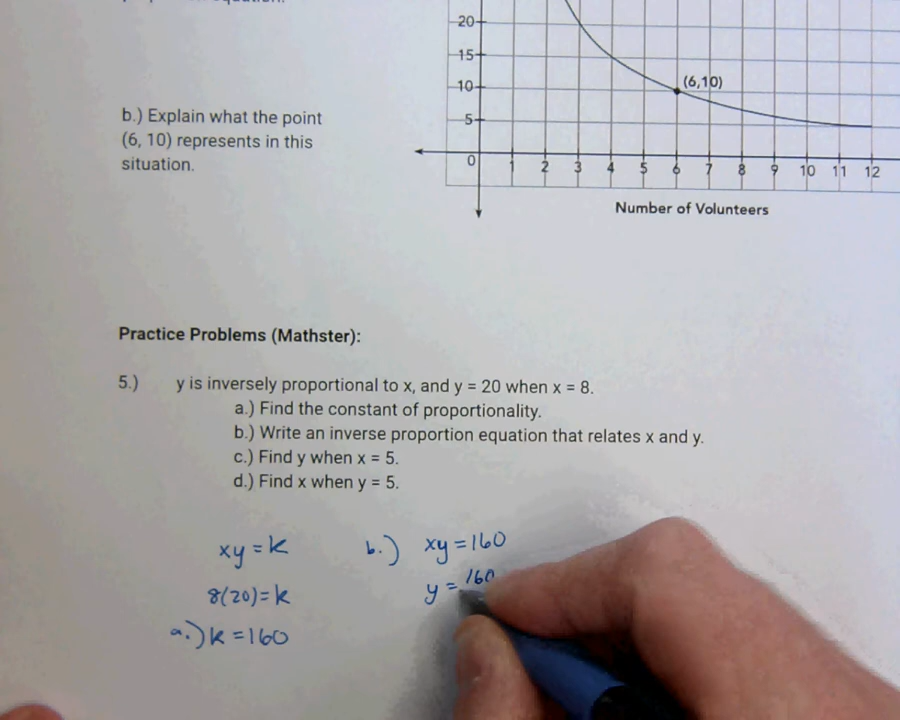 20
15
10
5
0
(6,10)
1 2 3 4 5 6 7 8 9 10 11 12
Number of Volunteers
b.) Explain what the point
(6, 10) represents in this
situation.
Practice Problems (Mathster):
5.) y is inversely proportional to x, and y = 20 when x = 8.
a.) Find the constant of proportionality.
b.) Write an inverse proportion equation that relates x and y.
c.) Find y when x = 5.
d.) Find x when y = 5.
xy = k
8(20) = k
a.) k = 160
b.) xy = 160
y = 160